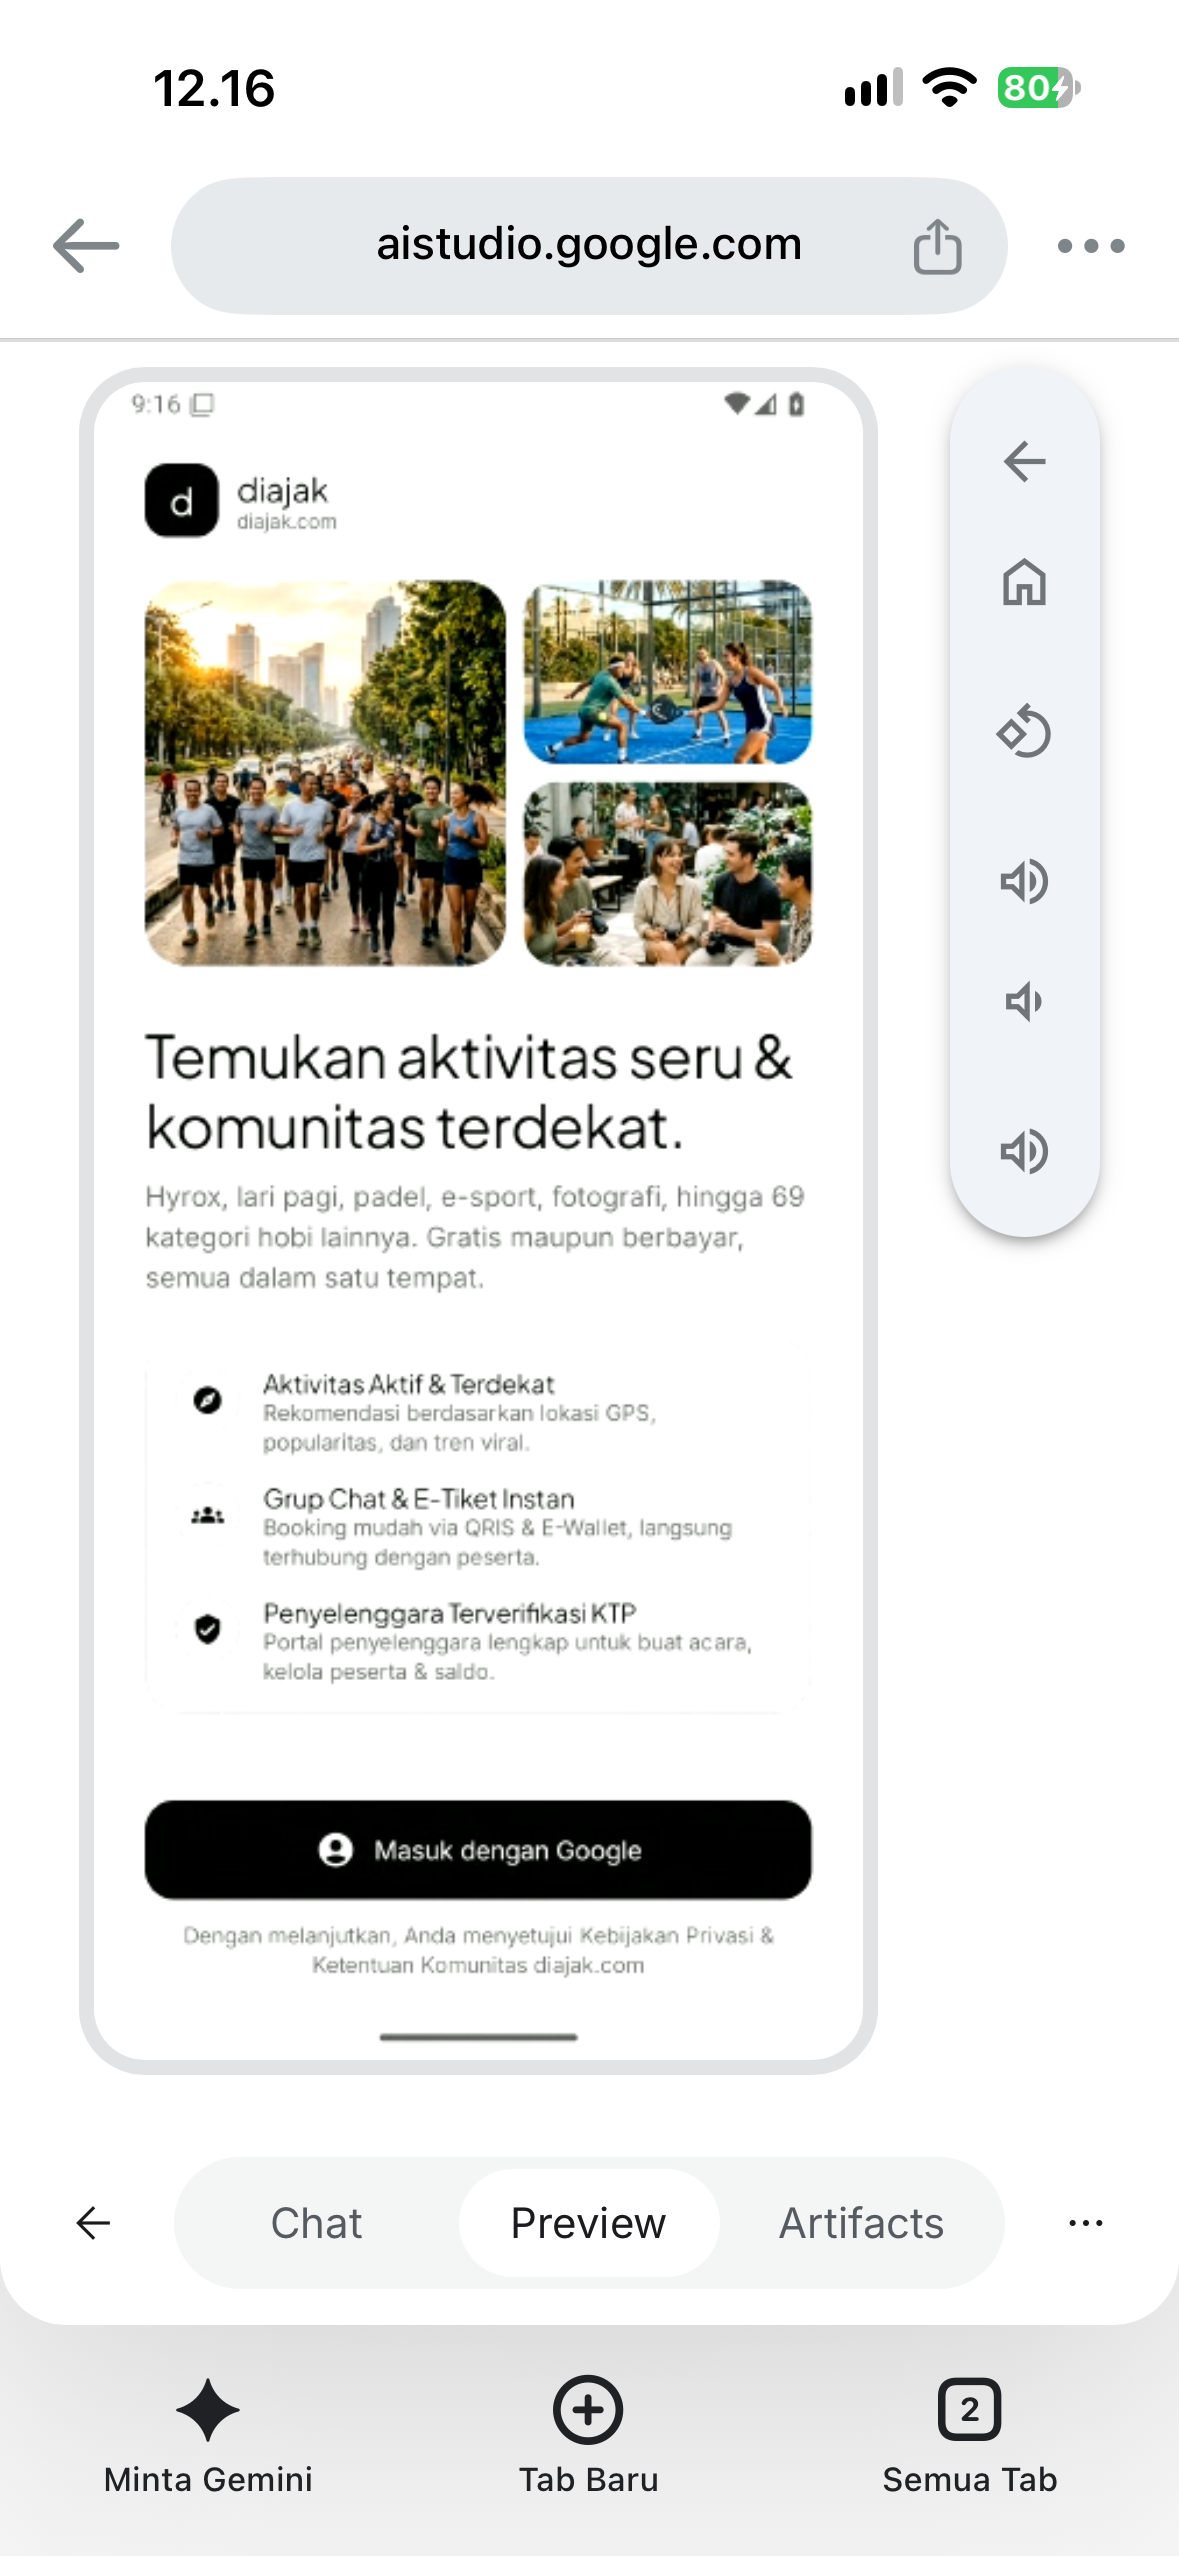 12.16
80
aistudio.google.com
9:16
d
diajak
diajak.com
Temukan aktivitas seru &
komunitas terdekat.
Hyrox, lari pagi, padel, e-sport, fotografi, hingga 69
kategori hobi lainnya. Gratis maupun berbayar,
semua dalam satu tempat.
Aktivitas Aktif & Terdekat
Rekomendasi berdasarkan lokasi GPS,
popularitas, dan tren viral.
Grup Chat & E-Tiket Instan
Booking mudah via QRIS & E-Wallet, langsung
terhubung dengan peserta.
Penyelenggara Terverifikasi KTP
Portal penyelenggara lengkap untuk buat acara,
kelola peserta & saldo.
Masuk dengan Google
Dengan melanjutkan, Anda menyetujui Kebijakan Privasi &
Ketentuan Komunitas diajak.com
Chat
Preview
Artifacts
2
Minta Gemini
Tab Baru
Semua Tab